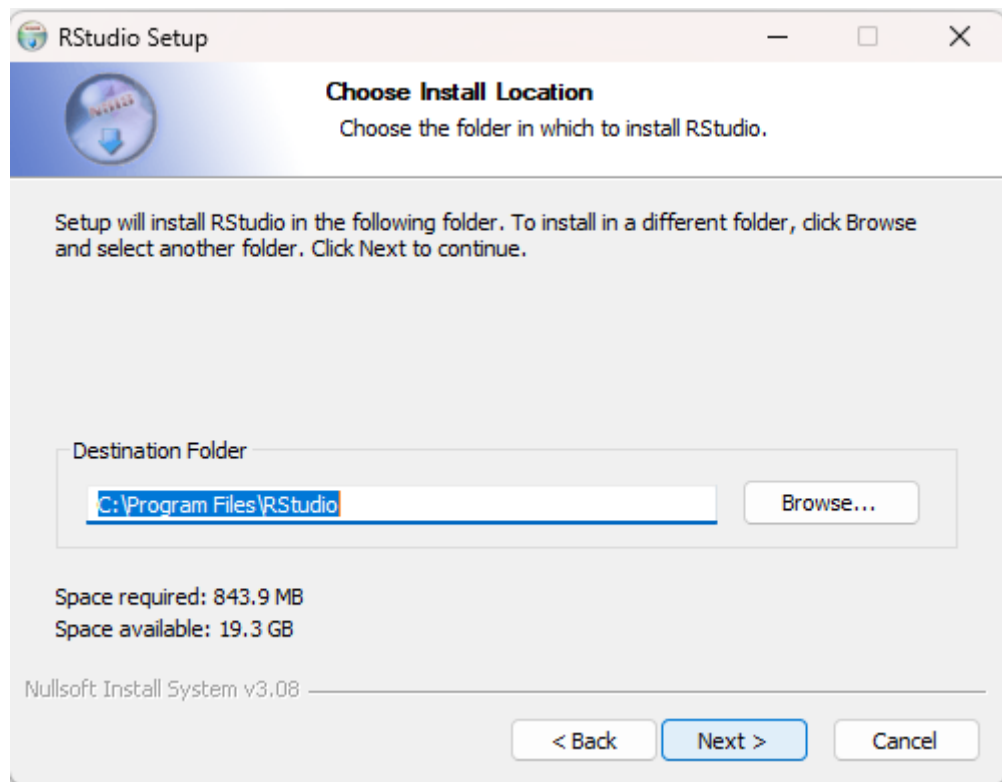 RStudio Setup
Choose Install Location
Choose the folder in which to install RStudio.
Setup will install RStudio in the following folder. To install in a different folder, click Browse
and select another folder. Click Next to continue.
Destination Folder
C:\Program Files\RStudio
Browse...
Space required: 843.9 MB
Space available: 19.3 GB
Nullsoft Install System v3.08
< Back
Next >
Cancel